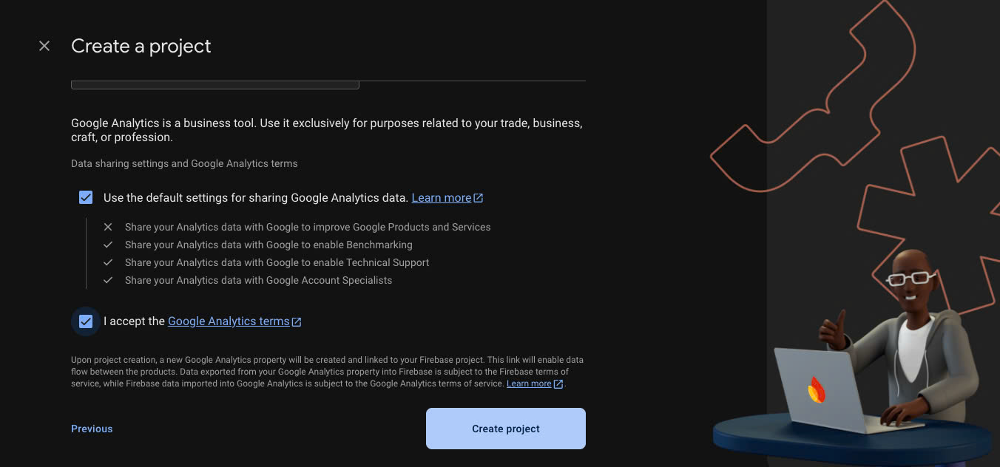 Create a project
Google Analytics is a business tool. Use it exclusively for purposes related to your trade, business,
craft, or profession.
Data sharing settings and Google Analytics terms
Use the default settings for sharing Google Analytics data. Learn more
Share your Analytics data with Google to improve Google Products and Services
Share your Analytics data with Google to enable Benchmarking
Share your Analytics data with Google to enable Technical Support
Share your Analytics data with Google Account Specialists
I accept the Google Analytics terms
Upon project creation, a new Google Analytics property will be created and linked to your Firebase project. This link will enable data
flow between the products. Data exported from your Google Analytics property into Firebase is subject to the Firebase terms of
service, while Firebase data imported into Google Analytics is subject to the Google Analytics terms of service. Learn more.
Previous
Create project